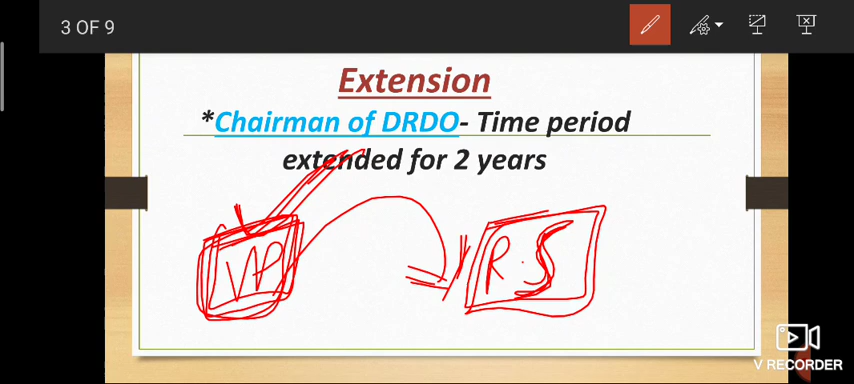 3 OF 9
Extension
*Chairman of DRDO- Time period
extended for 2 years
VP
R.S
V RECORDER